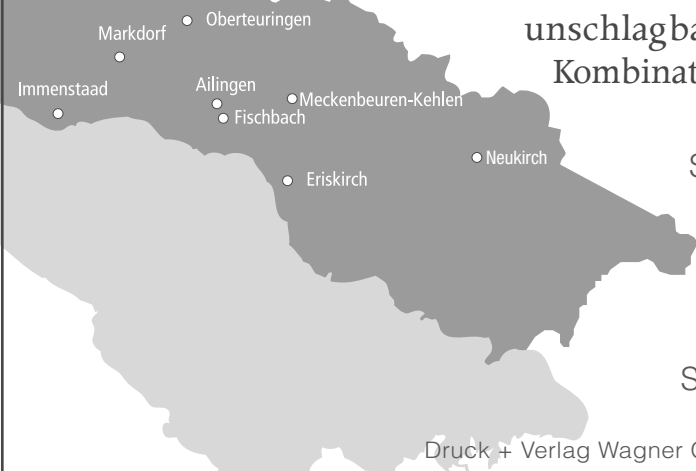 Oberteuringen
Markdorf
Immenstaad
Ailingen
Meckenbeuren-Kehlen
Fischbach
Neukirch
Eriskirch
unschlagba
Kombinat
S
S
Druck + Verlag Wagner